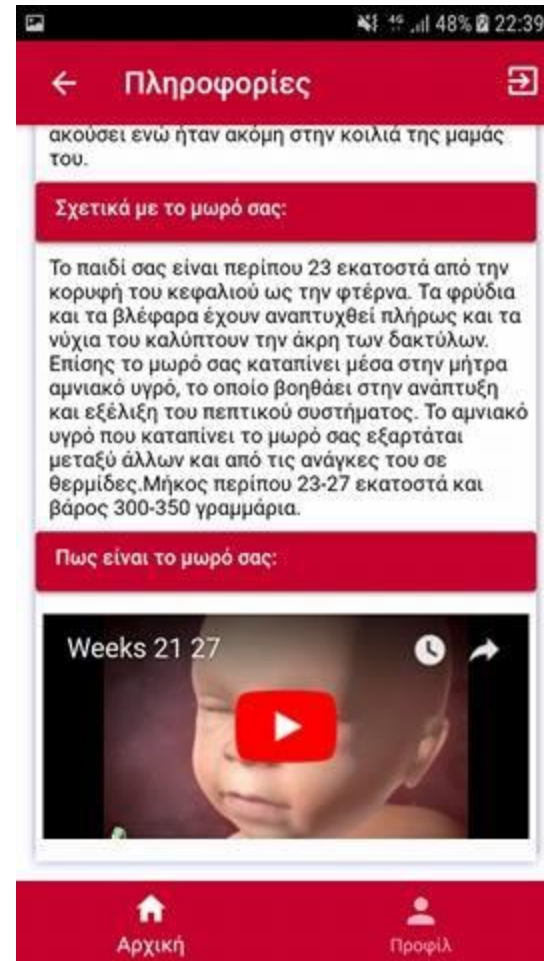 48% 22:39
Πληροφορίες
ακούσει ενώ ήταν ακόμη στην κοιλιά της μαμάς
του.
Σχετικά με το μωρό σας:
Το παιδί σας είναι περίπου 23 εκατοστά από την
κορυφή του κεφαλιού ως την φτέρνα. Τα φρύδια
και τα βλέφαρα έχουν αναπτυχθεί πλήρως και τα
νύχια του καλύπτουν την άκρη των δακτύλων.
Επίσης το μωρό σας καταπίνει μέσα στην μήτρα
αμνιακό υγρό, το οποίο βοηθάει στην ανάπτυξη
και εξέλιξη του πεπτικού συστήματος. Το αμνιακό
υγρό που καταπίνει το μωρό σας εξαρτάται
μεταξύ άλλων και από τις ανάγκες του σε
θερμίδες.Μήκος περίπου 23-27 εκατοστά και
βάρος 300-350 γραμμάρια.
Πως είναι το μωρό σας:
Weeks 21 27
Αρχική Προφίλ